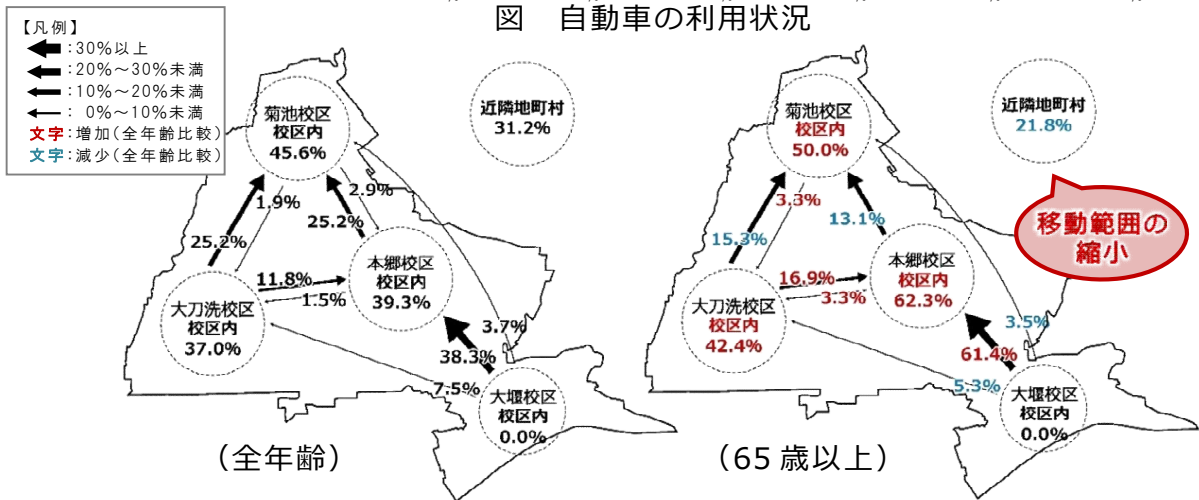 図　自動車の利用状況
【凡例】
：30％以上
：20％～30％未満
：10％～20％未満
： 0％～10％未満
文字：増加(全年齢比較)
文字：減少(全年齢比較)
菊池校区
校区内
45.6%
近隣地町村
31.2%
1.9%
2.9%
25.2%
25.2%
本郷校区
校区内
39.3%
11.8%
1.5%
大刀洗校区
校区内
37.0%
3.7%
38.3%
7.5%
大堰校区
校区内
0.0%
（全年齢）
菊池校区
校区内
50.0%
近隣地町村
21.8%
移動範囲の
縮小
3.3%
13.1%
15.3%
本郷校区
校区内
62.3%
16.9%
3.3%
大刀洗校区
校区内
42.4%
3.5%
61.4%
5.3%
大堰校区
校区内
0.0%
（65歳以上）